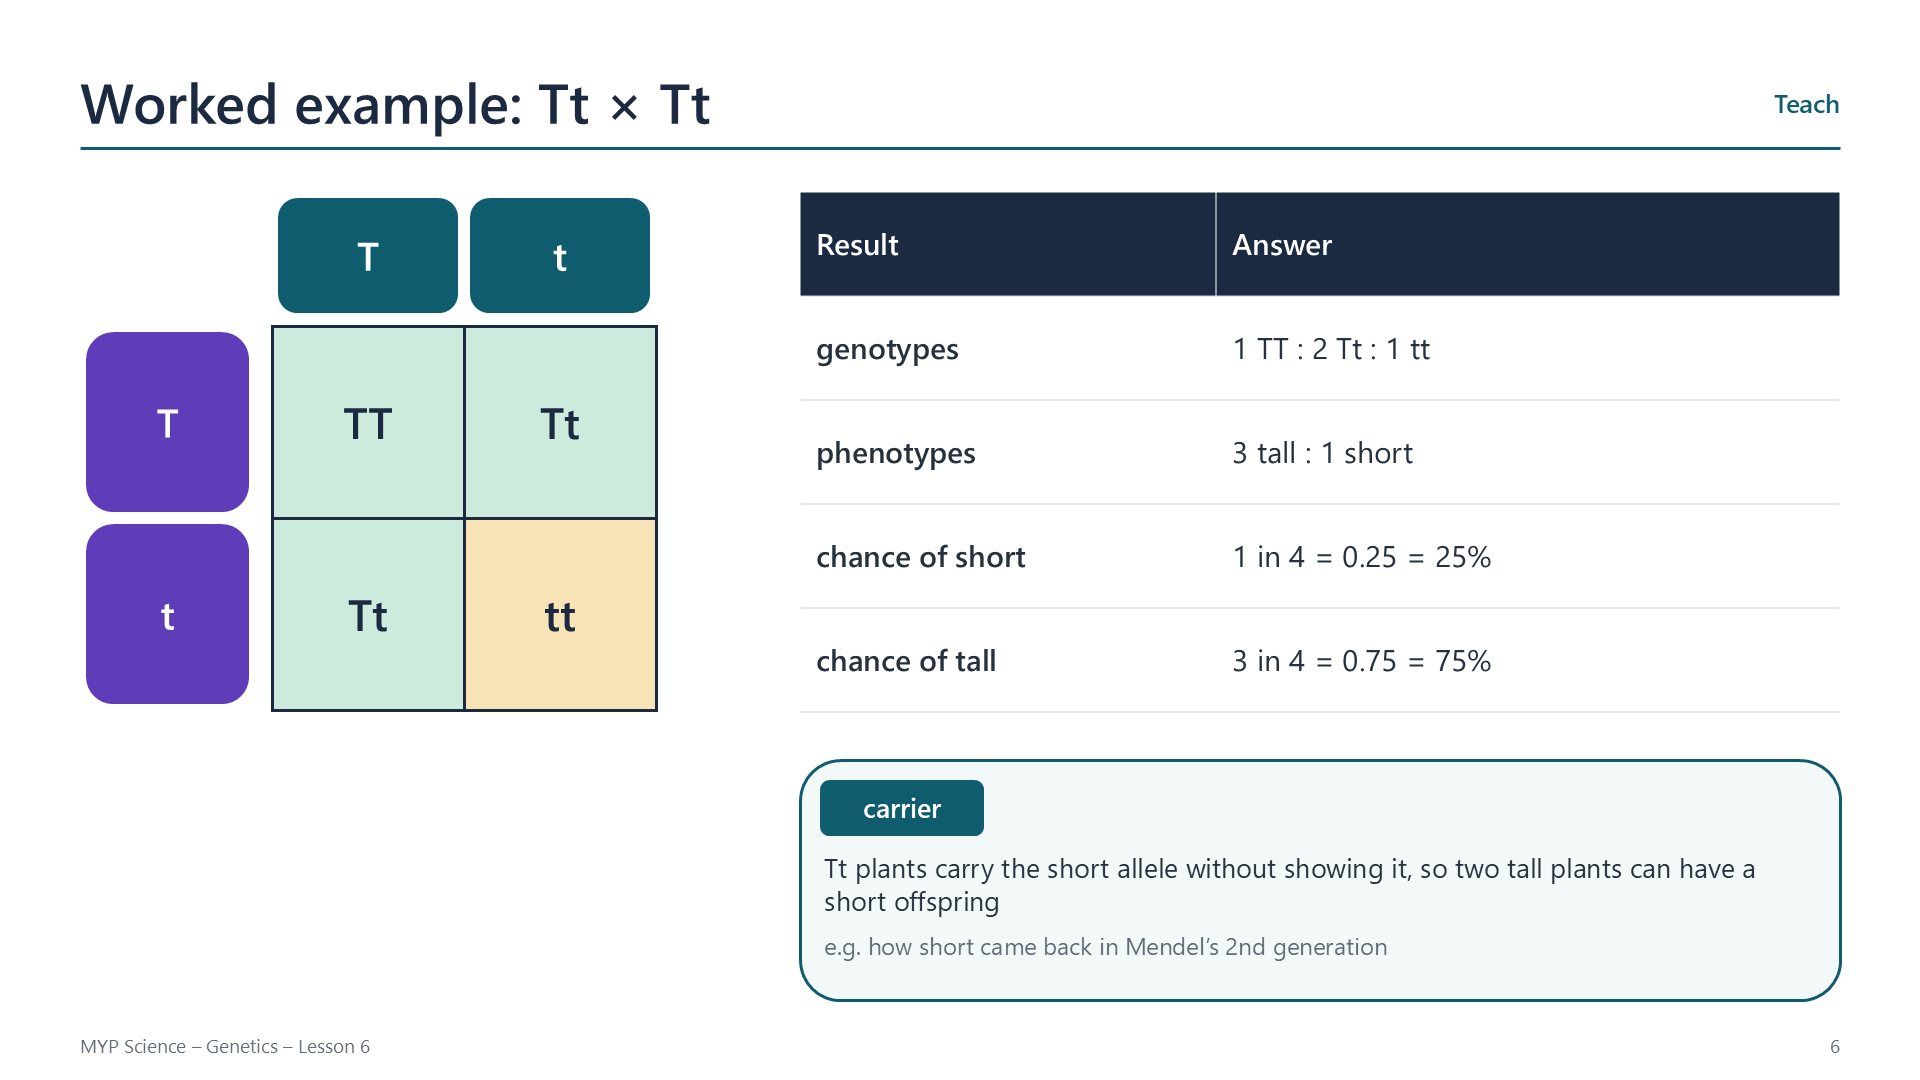 Worked example: Tt × Tt
Teach
T t
T TT Tt
t Tt tt
Result Answer
genotypes 1 TT : 2 Tt : 1 tt
phenotypes 3 tall : 1 short
chance of short 1 in 4 = 0.25 = 25%
chance of tall 3 in 4 = 0.75 = 75%
carrier
Tt plants carry the short allele without showing it, so two tall plants can have a
short offspring
e.g. how short came back in Mendel’s 2nd generation
MYP Science – Genetics – Lesson 6
6